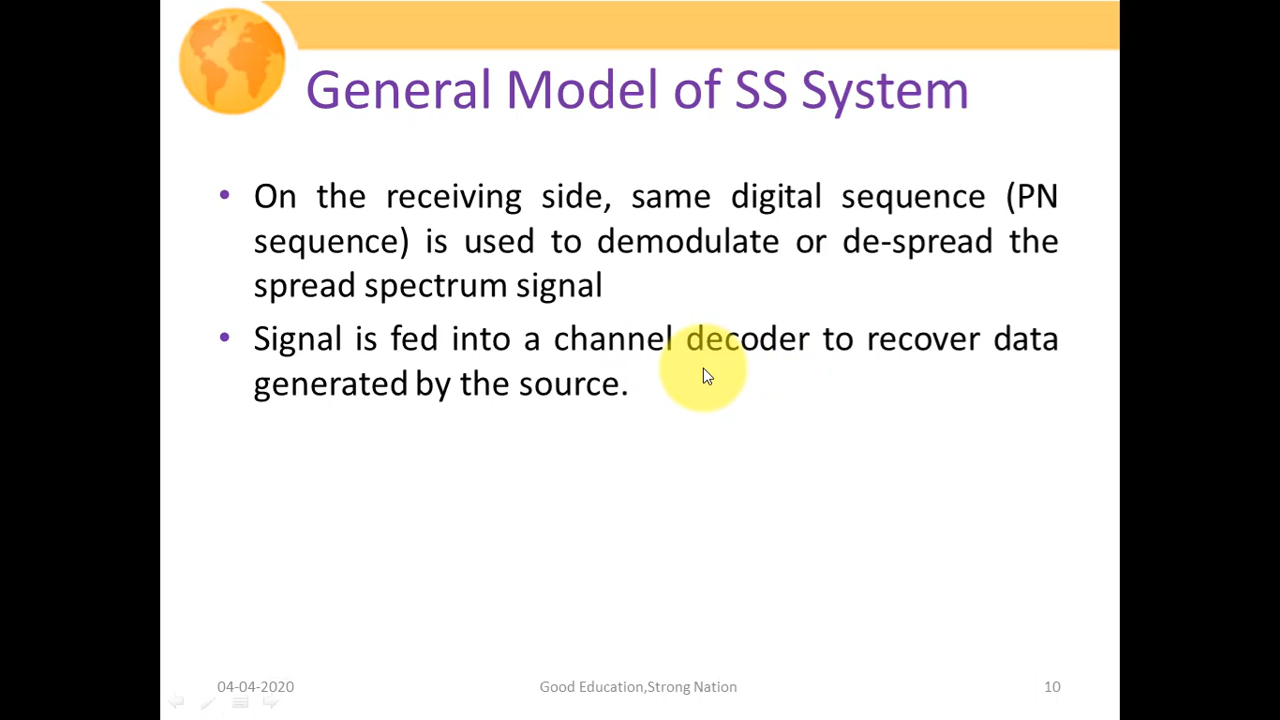 General Model of SS System
• On the receiving side, same digital sequence (PN
sequence) is used to demodulate or de-spread the
spread spectrum signal
• Signal is fed into a channel decoder to recover data
generated by the source.
04-04-2020 Good Education,Strong Nation 10